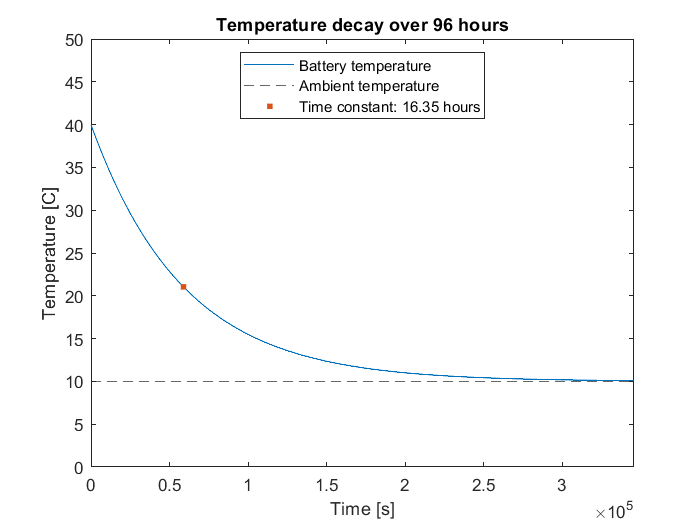 Temperature decay over 96 hours
50
45
40
35
30
25
20
15
10
5
0
Temperature [C]
Battery temperature
Ambient temperature
Time constant: 16.35 hours
0 0.5 1 1.5 2 2.5 3
Time [s]
×10^5